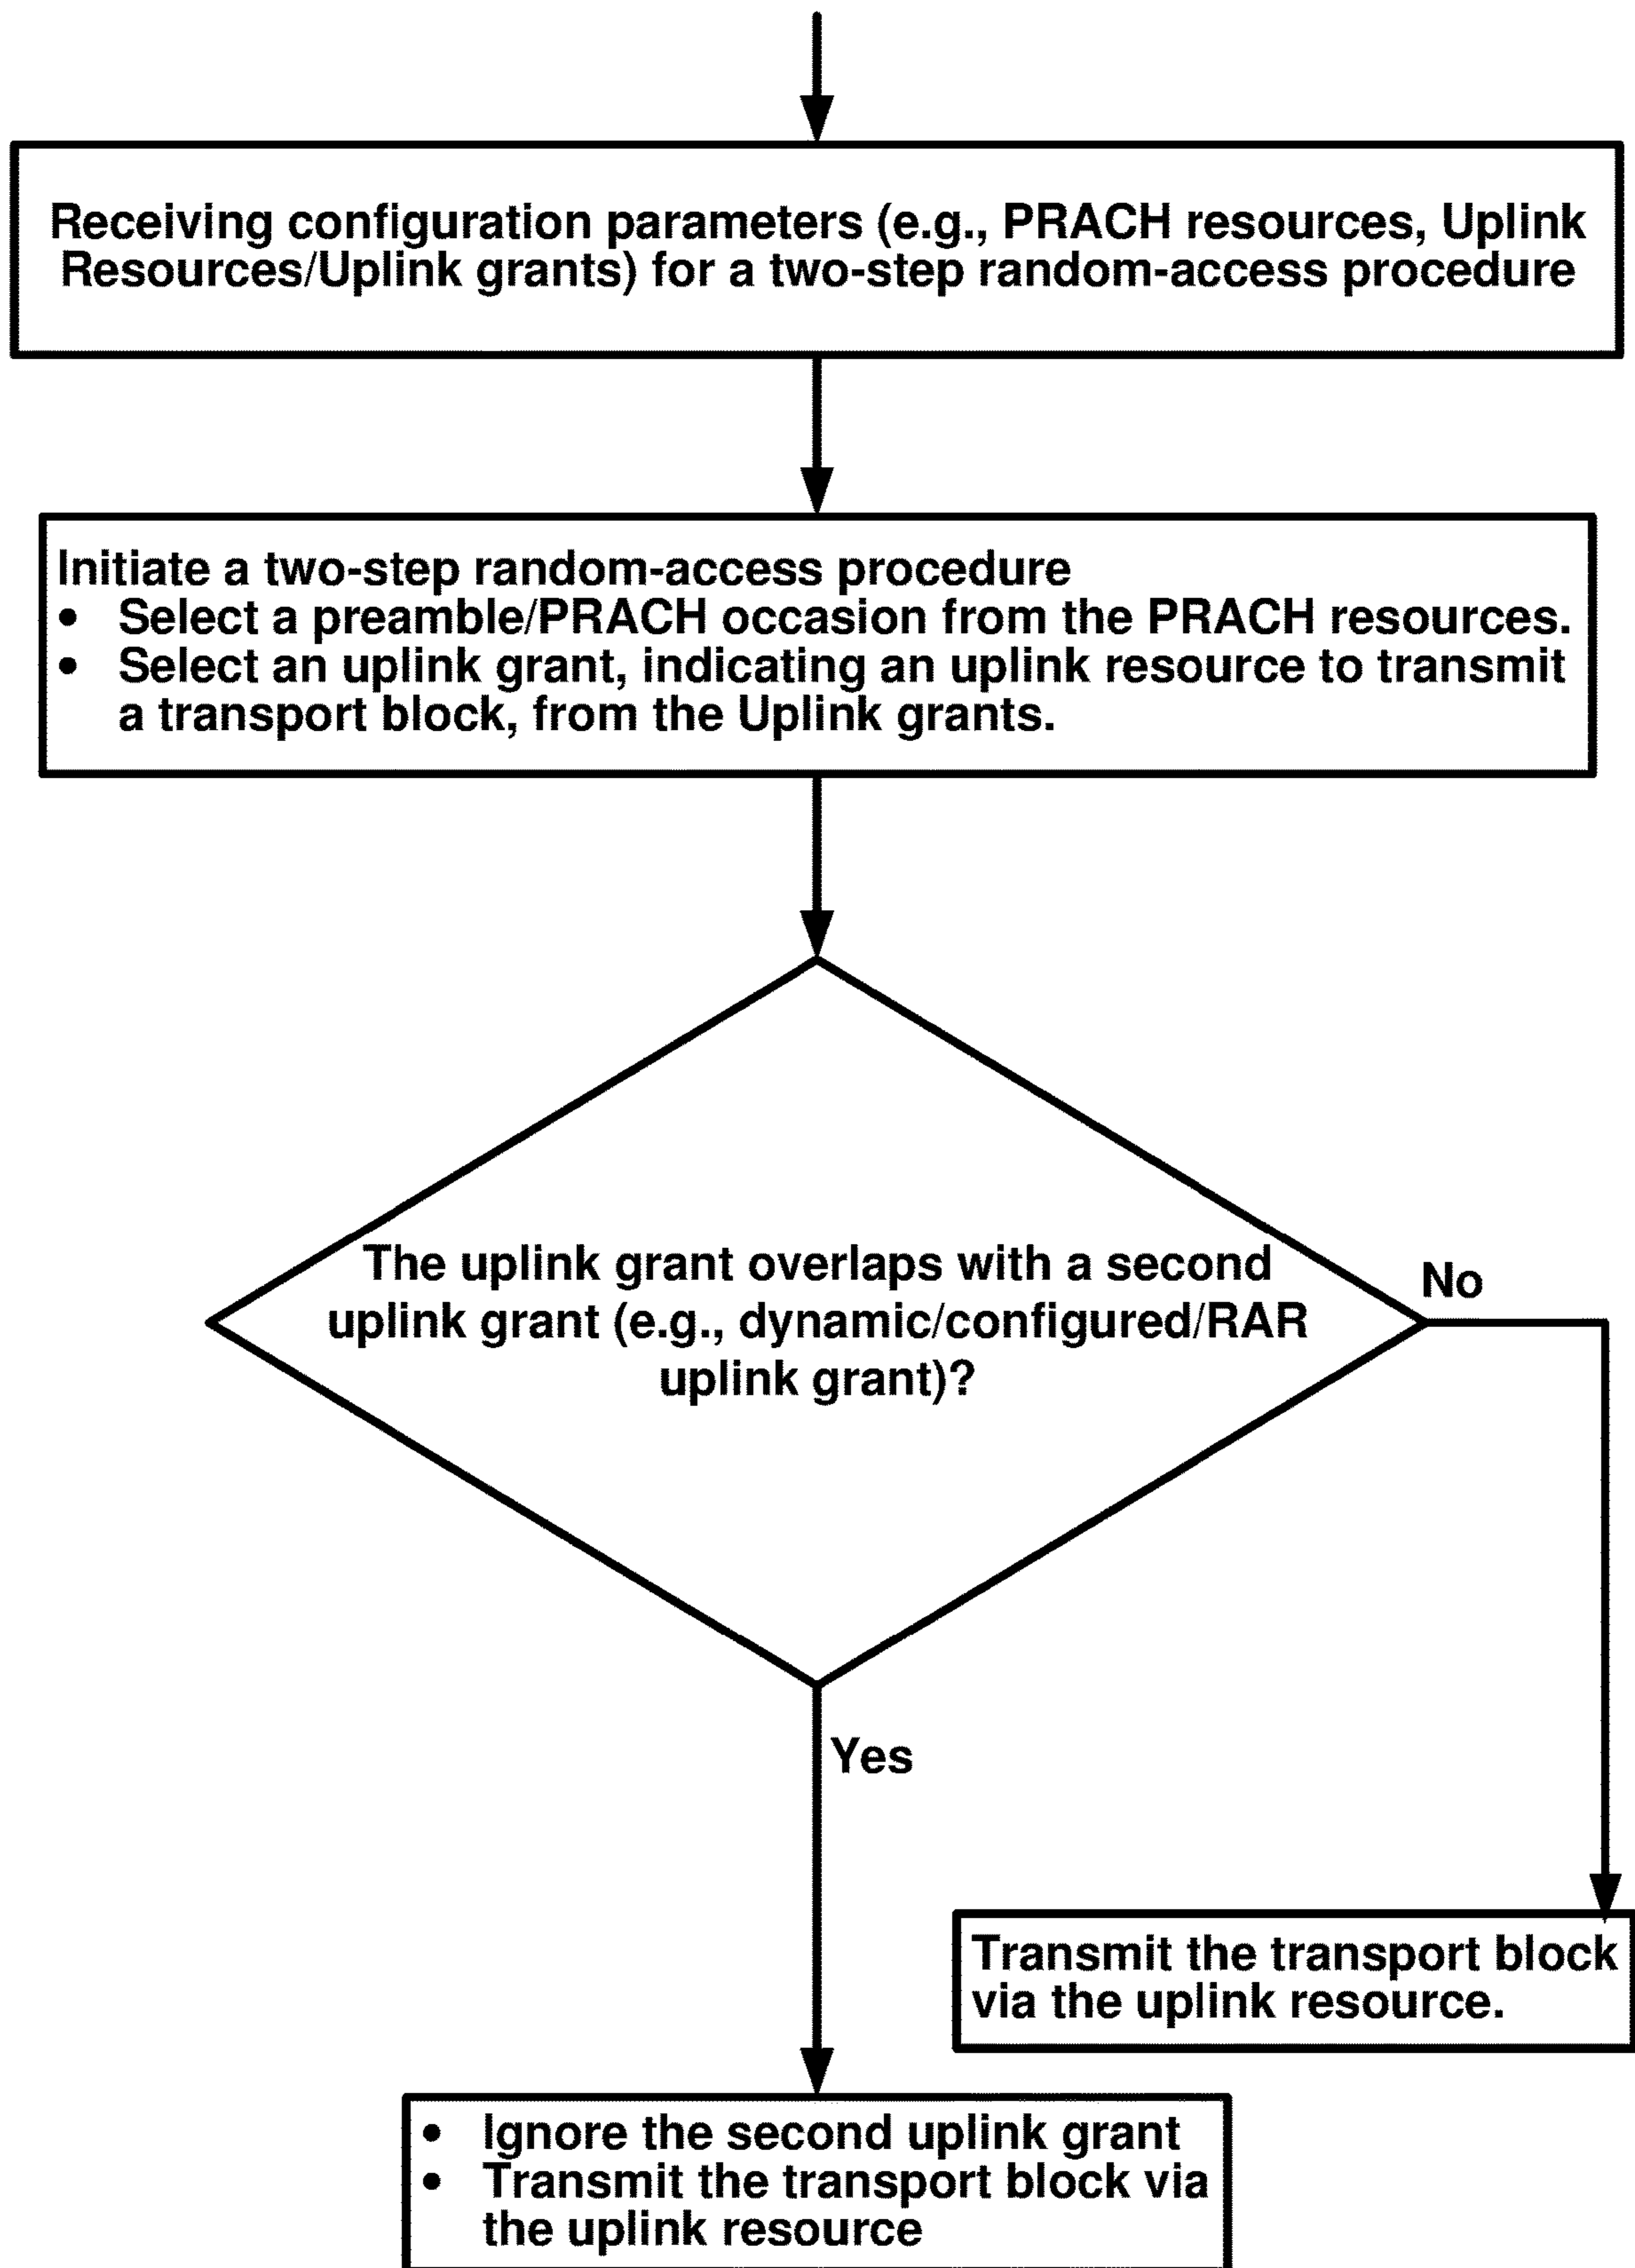 Receiving configuration parameters (e.g., PRACH resources, Uplink
Resources/Uplink grants) for a two-step random-access procedure
Initiate a two-step random-access procedure
• Select a preamble/PRACH occasion from the PRACH resources.
• Select an uplink grant, indicating an uplink resource to transmit
a transport block, from the Uplink grants.
The uplink grant overlaps with a second
uplink grant (e.g., dynamic/configured/RAR
uplink grant)?
No
Yes
Transmit the transport block
via the uplink resource.
• Ignore the second uplink grant
• Transmit the transport block via
the uplink resource